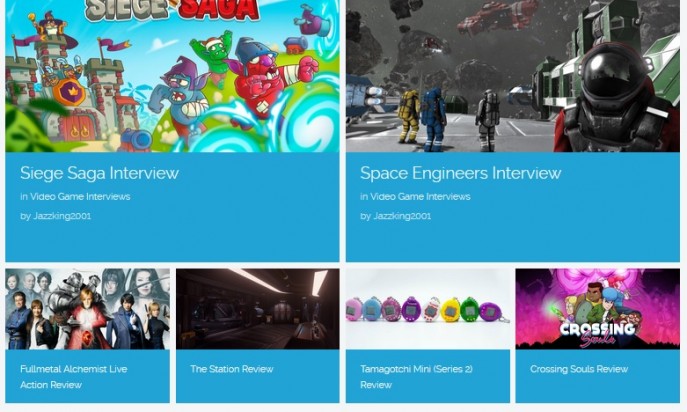 SIEGE SAGA
Siege Saga Interview
in Video Game Interviews
by Jazzking2001
Space Engineers Interview
in Video Game Interviews
by Jazzking2001
Fullmetal Alchemist Live
Action Review
The Station Review
Tamagotchi Mini (Series 2)
Review
CROSSING
Souls
Crossing Souls Review